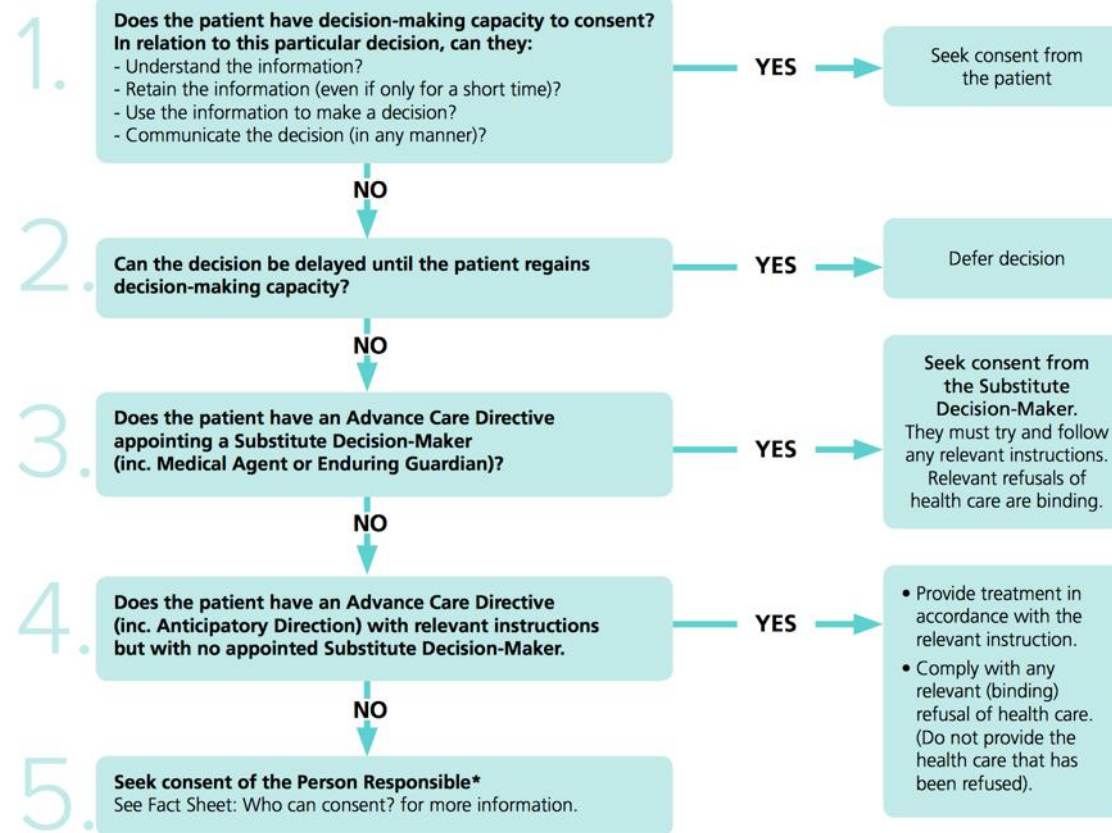 1.
Does the patient have decision-making capacity to consent?
In relation to this particular decision, can they:
- Understand the information?
- Retain the information (even if only for a short time)?
- Use the information to make a decision?
- Communicate the decision (in any manner)?
YES
Seek consent from
the patient
NO
2.
Can the decision be delayed until the patient regains
decision-making capacity?
YES
Defer decision
NO
3.
Does the patient have an Advance Care Directive
appointing a Substitute Decision-Maker
(inc. Medical Agent or Enduring Guardian)?
YES
Seek consent from
the Substitute
Decision-Maker.
They must try and follow
any relevant instructions.
Relevant refusals of
health care are binding.
NO
4.
Does the patient have an Advance Care Directive
(inc. Anticipatory Direction) with relevant instructions
but with no appointed Substitute Decision-Maker.
YES
• Provide treatment in
accordance with the
relevant instruction.
• Comply with any
relevant (binding)
refusal of health care.
(Do not provide the
health care that has
been refused).
NO
5.
Seek consent of the Person Responsible*
See Fact Sheet: Who can consent? for more information.